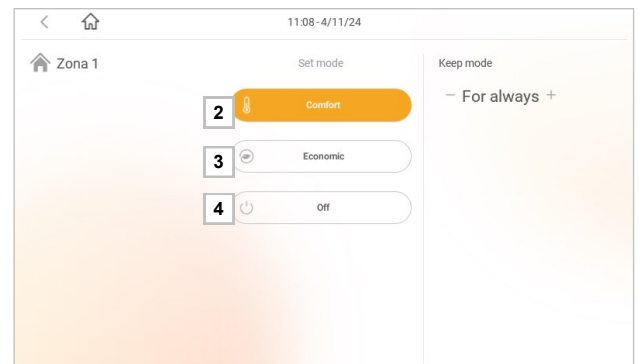 11:08 - 4/11/24
Zona 1
Set mode
Keep mode
2 Comfort
3 Economic
4 Off
− For always +